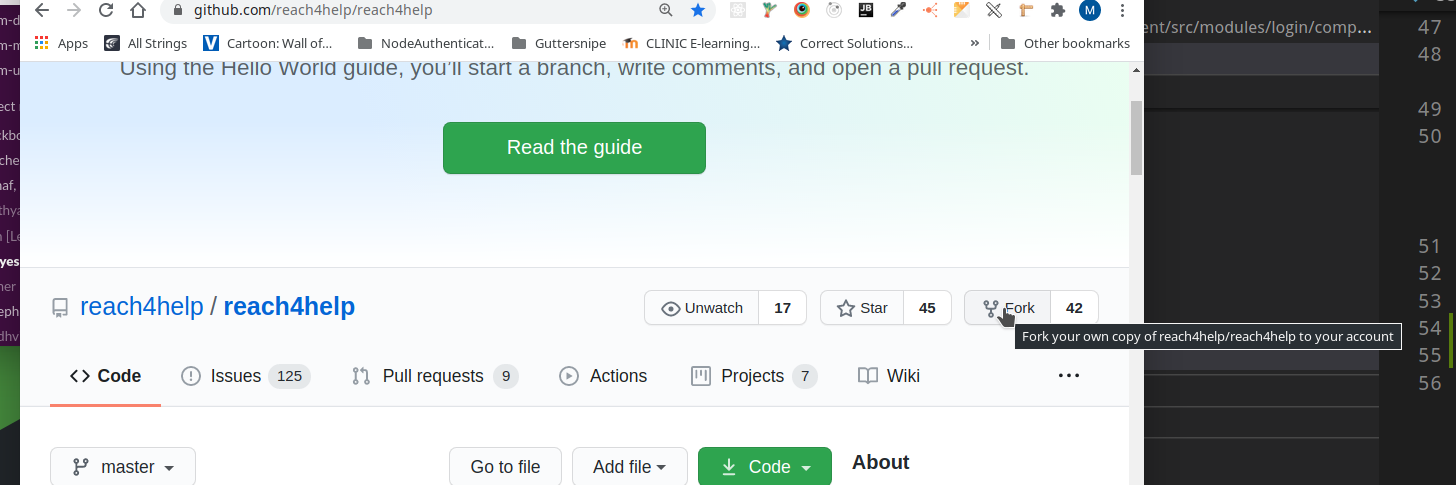 github.com/reach4help/reach4help
Apps All Strings Cartoon: Wall of... NodeAuthenticat... Guttersnipe CLINIC E-learning... Correct Solutions... » Other bookmarks
JB M
Using the Hello World guide, you'll start a branch, write comments, and open a pull request.
Read the guide
reach4help / reach4help
Unwatch 17 Star 45 Fork 42
Fork your own copy of reach4help/reach4help to your account
Code Issues 125 Pull requests 9 Actions Projects 7 Wiki ...
master Go to file Add file Code About
ent/src/modules/login/comp...
47
48
49
50
51
52
53
54
55
56